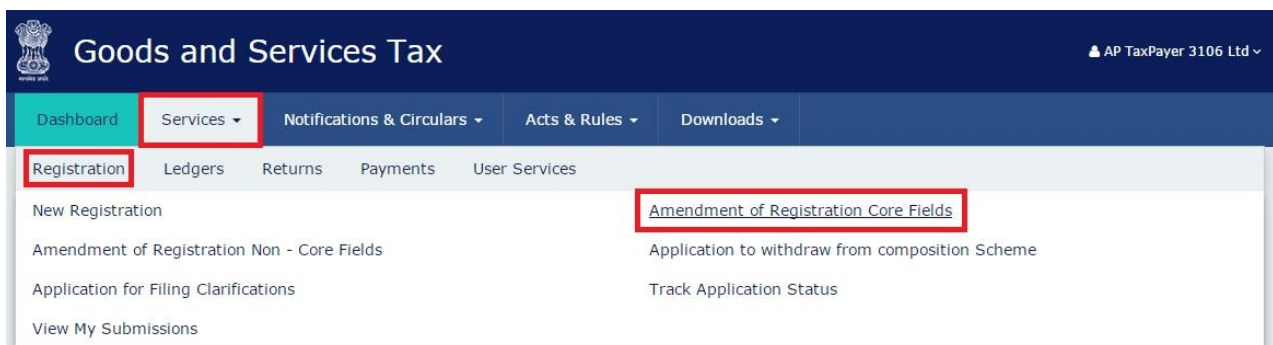 Goods and Services Tax
AP TaxPayer 3106 Ltd
Dashboard Services Notifications & Circulars Acts & Rules Downloads
Registration Ledgers Returns Payments User Services
New Registration Amendment of Registration Core Fields
Amendment of Registration Non - Core Fields Application to withdraw from composition Scheme
Application for Filing Clarifications Track Application Status
View My Submissions